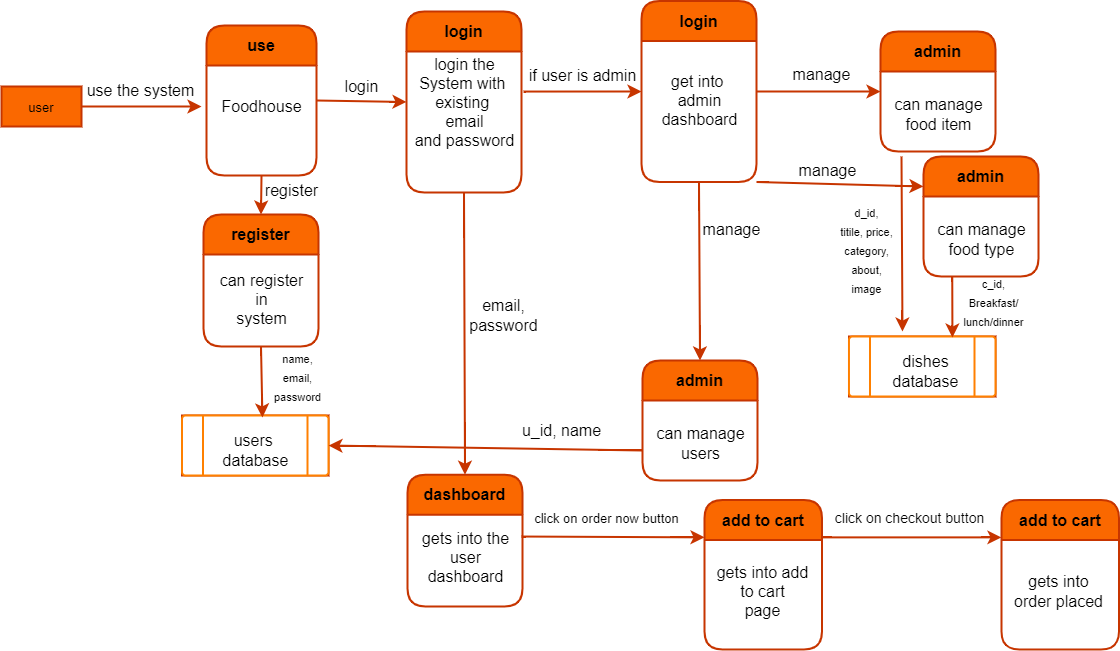 user
use the system
use
Foodhouse
login
login
login the
System with
existing
email
and password
if user is admin
login
get into
admin
dashboard
manage
admin
can manage
food item
manage
admin
can manage
food type
register
register
can register
in
system
name,
email,
password
users
database
email,
password
manage
d_id,
titile, price,
category,
about,
image
c_id,
Breakfast/
lunch/dinner
dishes
database
admin
can manage
users
u_id, name
dashboard
gets into the
user
dashboard
click on order now button
add to cart
gets into add
to cart
page
click on checkout button
add to cart
gets into
order placed